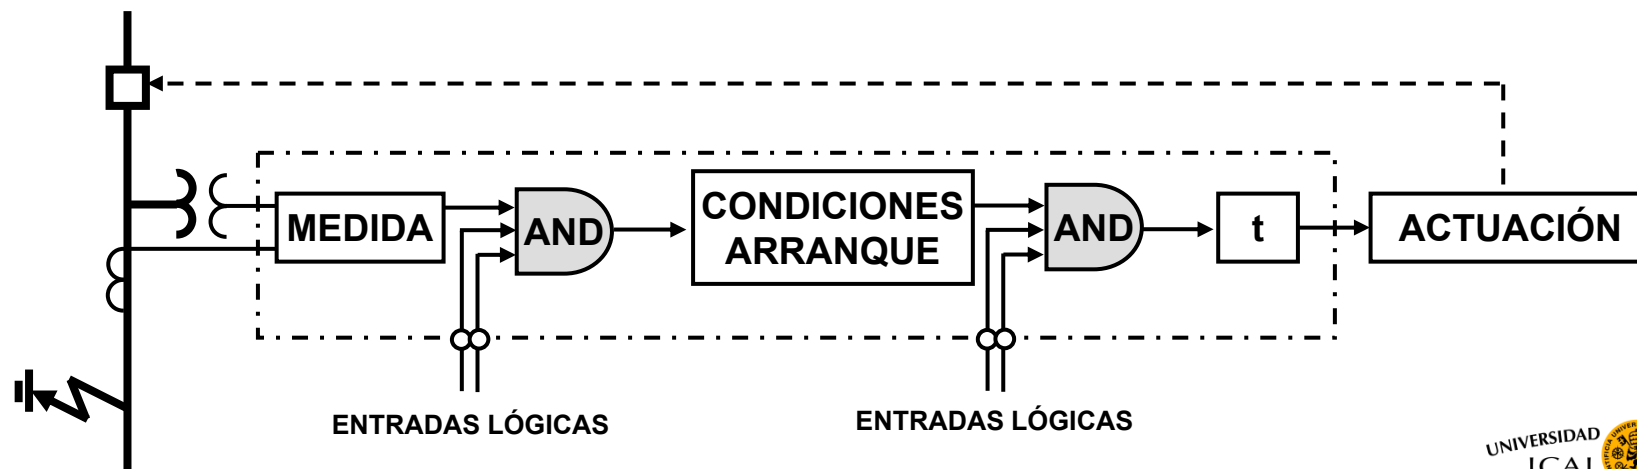 MEDIDA
AND
CONDICIONES
ARRANQUE
AND
t
ACTUACIÓN
ENTRADAS LÓGICAS
ENTRADAS LÓGICAS
UNIVERSIDAD